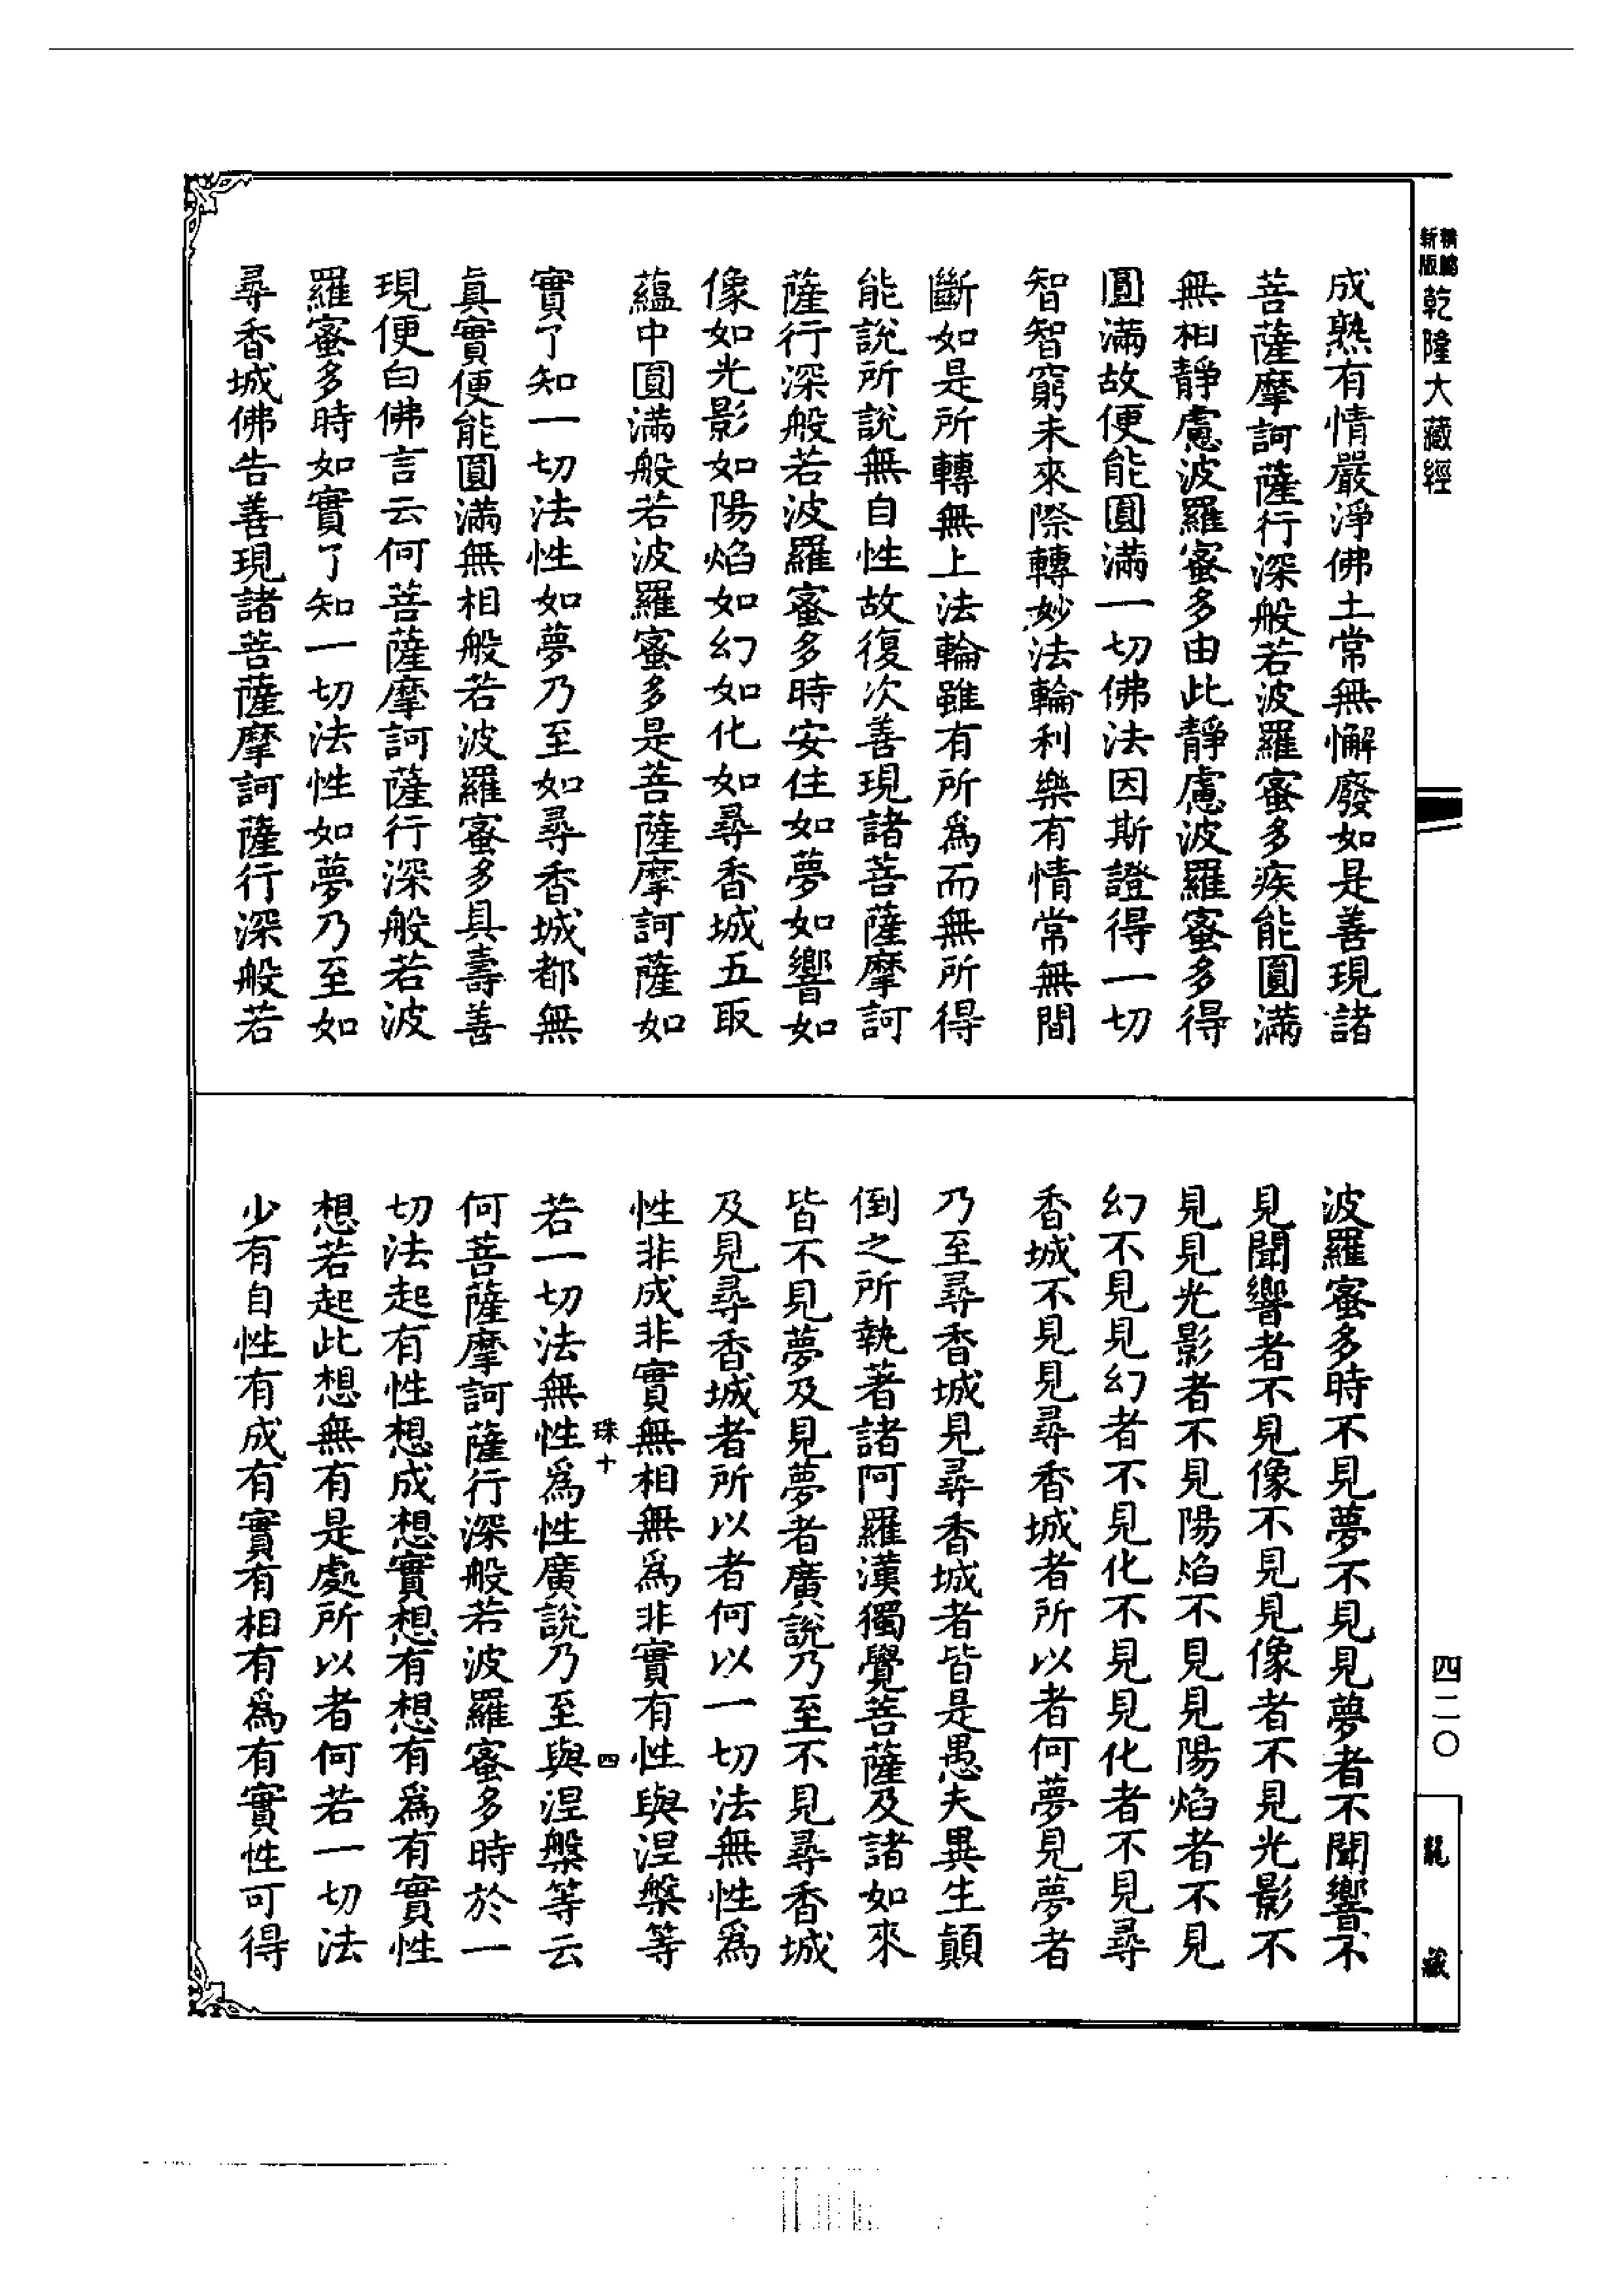 新版精縮乾隆大藏經
成熟有情嚴淨佛土常無懈廢如是善現諸
菩薩摩訶薩行深般若波羅蜜多疾能圓滿
無相靜慮波羅蜜多由此靜慮波羅蜜多得
圓滿故便能圓滿一切佛法因斯證得一切
智智窮未來際轉妙法輪利樂有情常無間
斷如是所轉無上法輪雖有所為而無所得
能說所說無自性故復次善現諸菩薩摩訶
薩行深般若波羅蜜多時安住如夢如響如
像如光影如陽焰如幻如化如尋香城五取
蘊中圓滿般若波羅蜜多是菩薩摩訶薩如
實了知一切法性如夢乃至如尋香城都無
真實便能圓滿無相般若波羅蜜多具壽善
現便白佛言云何菩薩摩訶薩行深般若波
羅蜜多時如實了知一切法性如夢乃至如
尋香城佛告善現諸菩薩摩訶薩行深般若
波羅蜜多時不見夢不見見夢者不聞響不
見聞響者不見像不見見像者不見光影不
見見光影者不見陽焰不見見陽焰者不見
幻不見見幻者不見化不見見化者不見尋
香城不見見尋香城者所以者何夢見夢者
乃至尋香城見尋香城者皆是愚夫異生顛
倒之所執著諸阿羅漢獨覺菩薩及諸如來
皆不見夢及見夢者廣說乃至不見尋香城
及見尋香城者所以者何以一切法無性為
性非成非實無相無為非實有性與涅槃等
珠十 四
若一切法無性為性廣說乃至與涅槃等云
何菩薩摩訶薩行深般若波羅蜜多時於一
切法起有性想成想實想有想有為有實性
想若起此想無有是處所以者何若一切法
少有自性有成有實有相有為有實性可得
四二〇
龍藏